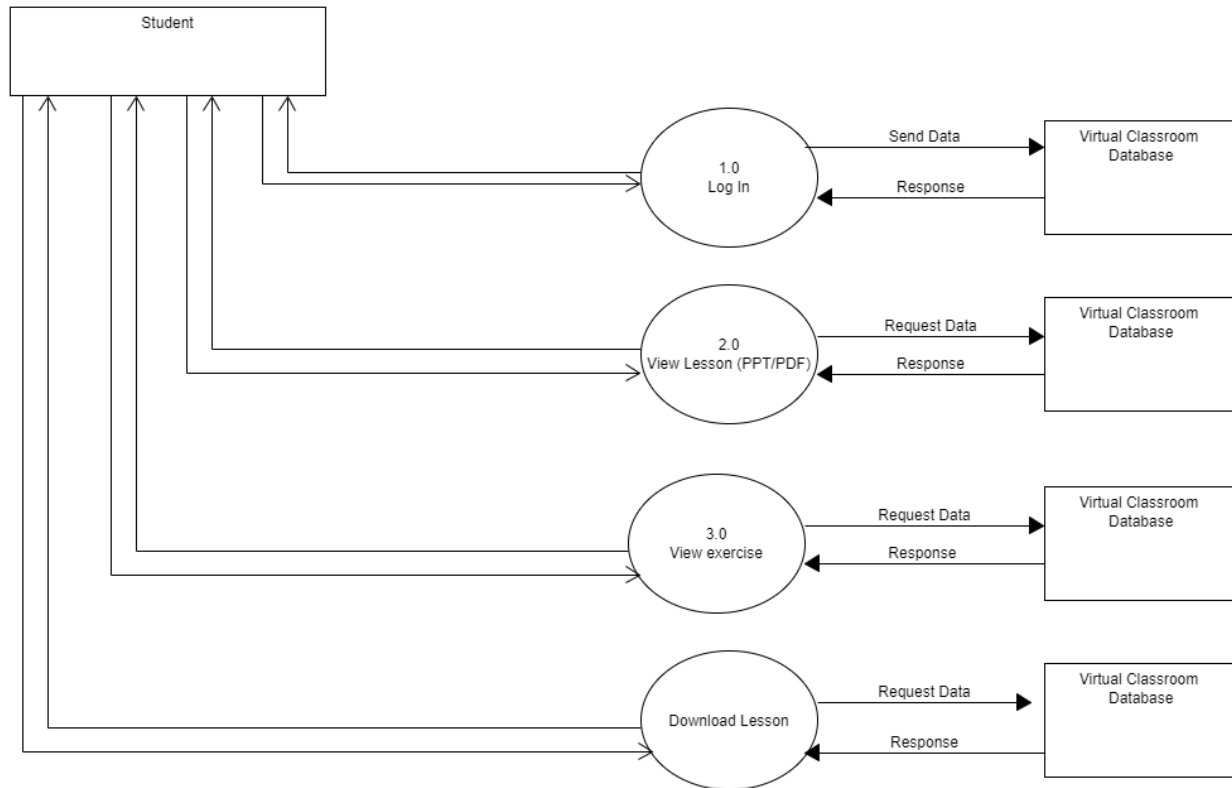 Student
1.0
Log In
Send Data
Response
Virtual Classroom
Database
2.0
View Lesson (PPT/PDF)
Request Data
Response
Virtual Classroom
Database
3.0
View exercise
Request Data
Response
Virtual Classroom
Database
Download Lesson
Request Data
Response
Virtual Classroom
Database